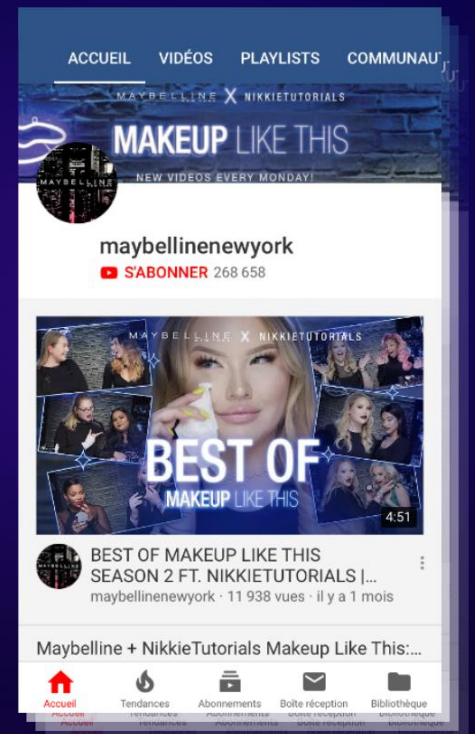 ACCUEIL VIDÉOS PLAYLISTS COMMUNAUT
MAYBELLINE X NIKKIETUTORIALS
MAKEUP LIKE THIS
NEW VIDEOS EVERY MONDAY!
MAYBELLINE
maybellinenewyork
S'ABONNER 268 658
MAYBELLINE X NIKKIETUTORIALS
BEST OF
MAKEUP LIKE THIS
4:51
BEST OF MAKEUP LIKE THIS
SEASON 2 FT. NIKKIETUTORIALS |...
maybellinenewyork · 11 938 vues · il y a 1 mois
Maybelline + NikkieTutorials Makeup Like This:...
Accueil Tendances Abonnements Boîte réception Bibliothèque